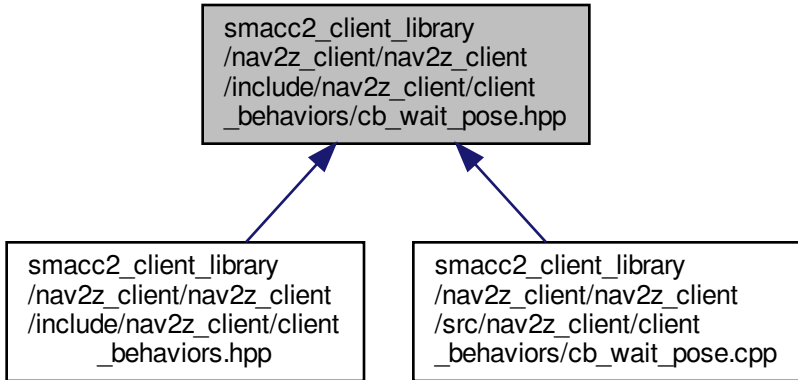 smacc2_client_library
/nav2z_client/nav2z_client
/include/nav2z_client/client
_behaviors/cb_wait_pose.hpp
smacc2_client_library
/nav2z_client/nav2z_client
/include/nav2z_client/client
_behaviors.hpp
smacc2_client_library
/nav2z_client/nav2z_client
/src/nav2z_client/client
_behaviors/cb_wait_pose.cpp